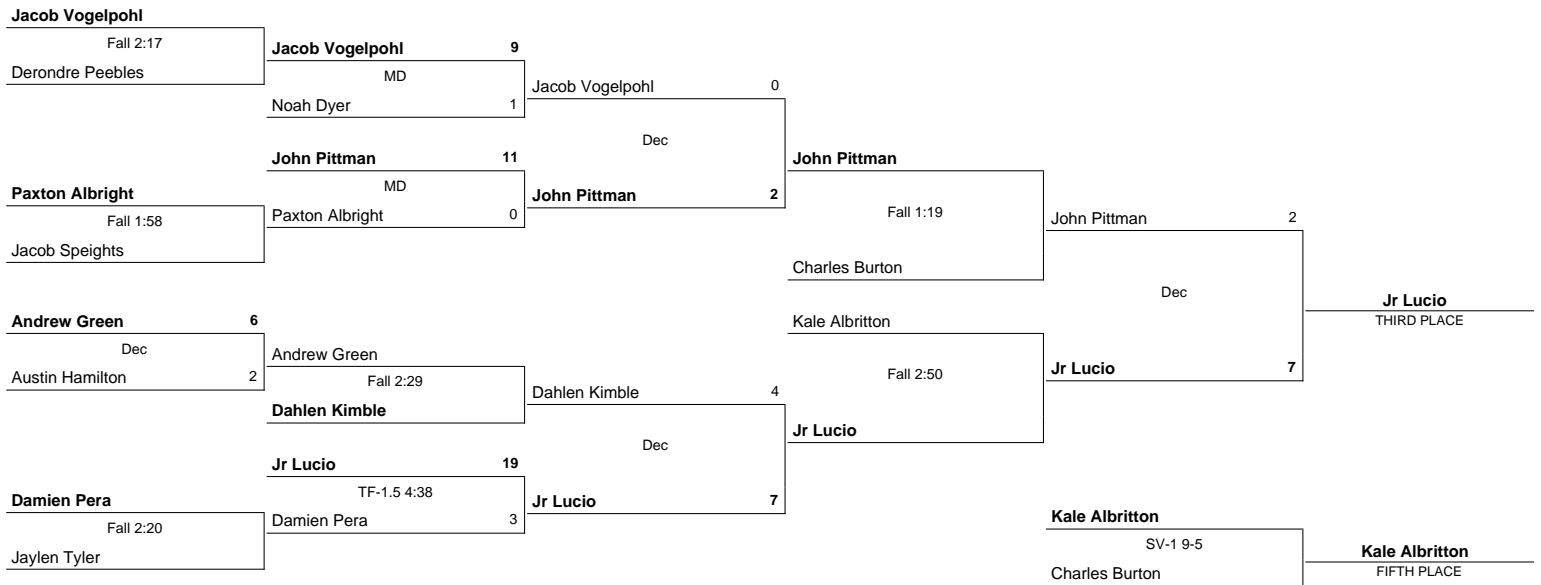 Jacob Vogelpohl
Fall 2:17
Derondre Peebles
Paxton Albright
Fall 1:58
Jacob Speights
Andrew Green 6
Dec
Austin Hamilton 2
Damien Pera
Fall 2:20
Jaylen Tyler
Jacob Vogelpohl 9
MD
Noah Dyer 1
John Pittman 11
MD
Paxton Albright 0
Andrew Green
Fall 2:29
Dahlen Kimble
Jr Lucio 19
TF-1.5 4:38
Damien Pera 3
Jacob Vogelpohl 0
Dec
John Pittman 2
Dahlen Kimble 4
Dec
Jr Lucio 7
John Pittman
Fall 1:19
Charles Burton
Kale Albritton
Fall 2:50
Jr Lucio
John Pittman 2
Dec
Jr Lucio 7
Jr Lucio
THIRD PLACE
Kale Albritton
SV-1 9-5
Charles Burton
Kale Albritton
FIFTH PLACE